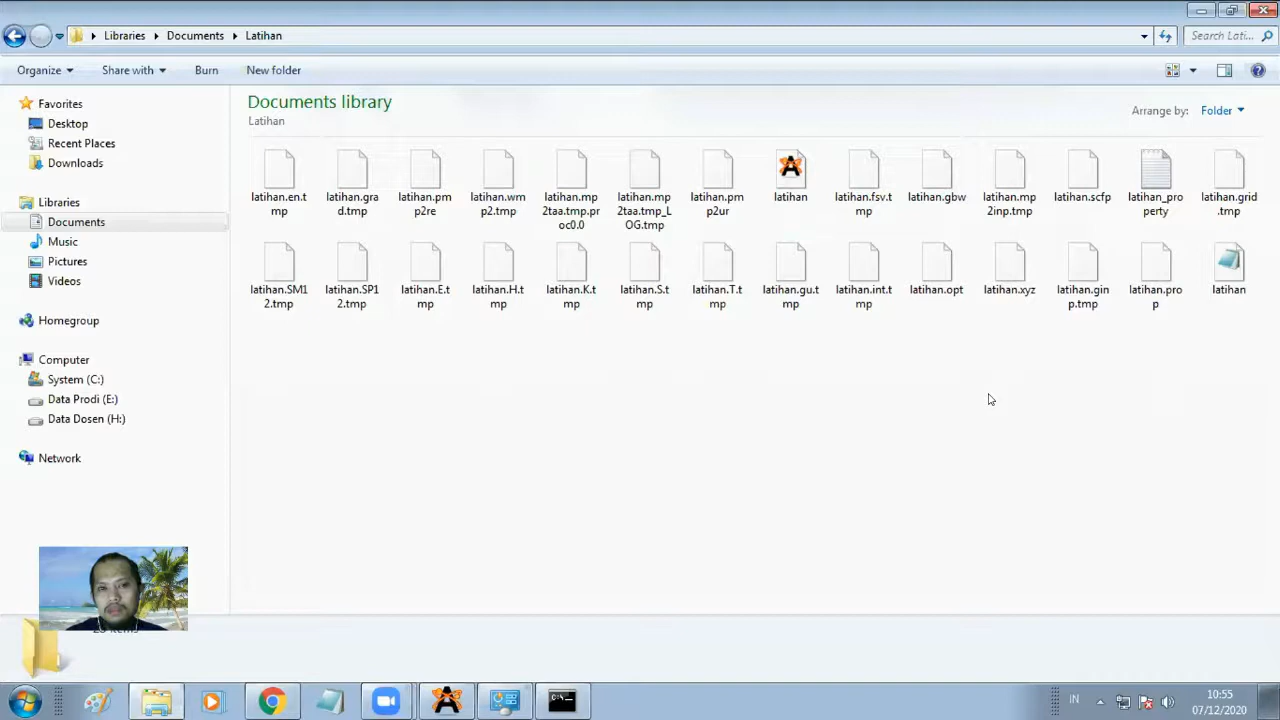 Libraries Documents Latihan
Search Lati...
Organize Share with Burn New folder
Favorites
Desktop
Recent Places
Downloads
Libraries
Documents
Music
Pictures
Videos
Homegroup
Computer
System (C:)
Data Prodi (E:)
Data Dosen (H:)
Network
Documents library
Latihan
Arrange by: Folder
latihan.en.t
mp
latihan.gra
d.tmp
latihan.pm
p2re
latihan.wm
p2.tmp
latihan.mp
2taa.tmp.pr
oc0.0
latihan.mp
2taa.tmp_L
OG.tmp
latihan.pm
p2ur
latihan
latihan.fsv.t
mp
latihan.gbw
latihan.mp
2inp.tmp
latihan.scfp
latihan_pro
perty
latihan.grid
.tmp
latihan.SM1
2.tmp
latihan.SP1
2.tmp
latihan.E.t
mp
latihan.H.t
mp
latihan.K.t
mp
latihan.S.t
mp
latihan.T.t
mp
latihan.gu.t
mp
latihan.int.t
mp
latihan.opt
latihan.xyz
latihan.gin
p.tmp
latihan.pro
p
latihan
IN
10:55
07/12/2020